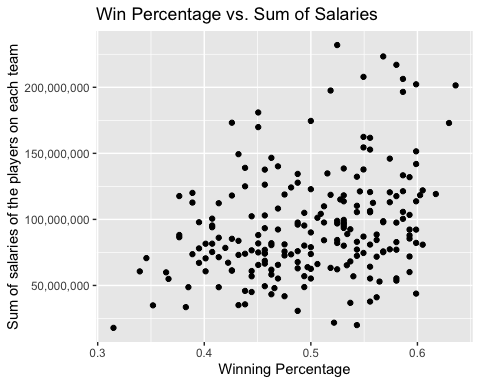 Win Percentage vs. Sum of Salaries
Sum of salaries of the players on each team
200,000,000
150,000,000
100,000,000
50,000,000
0.3 0.4 0.5 0.6
Winning Percentage